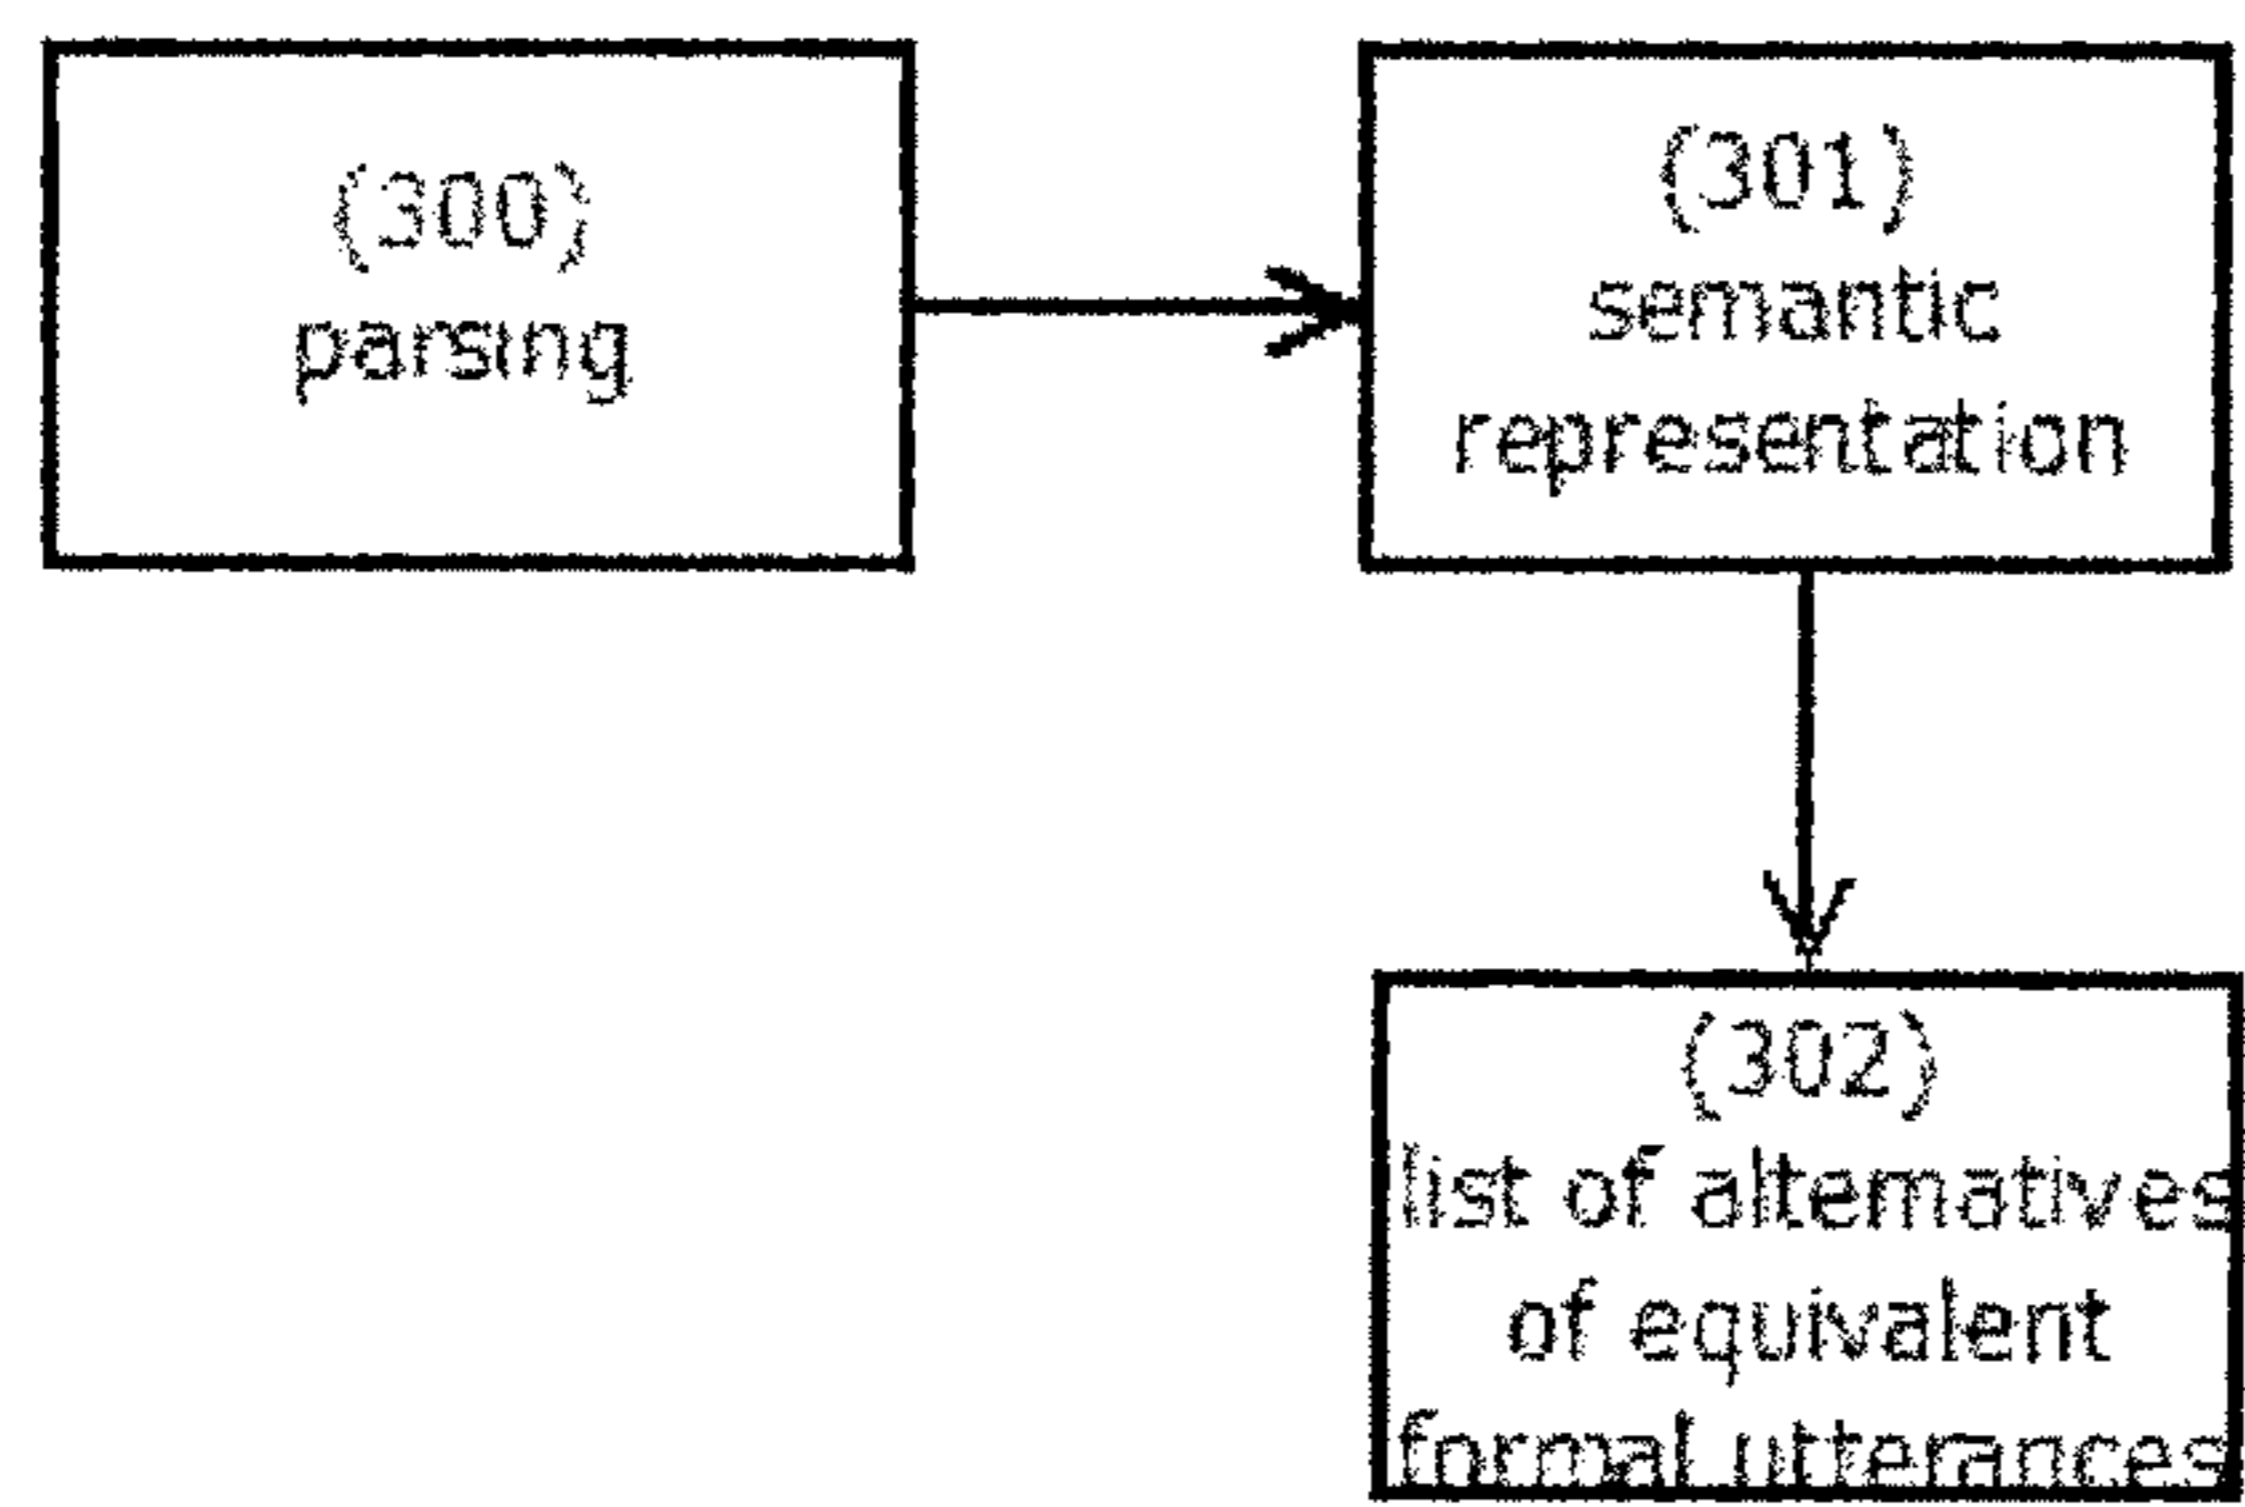 (300)
parsing
(301)
semantic
representation
(302)
list of alternatives
of equivalent
formal utterances